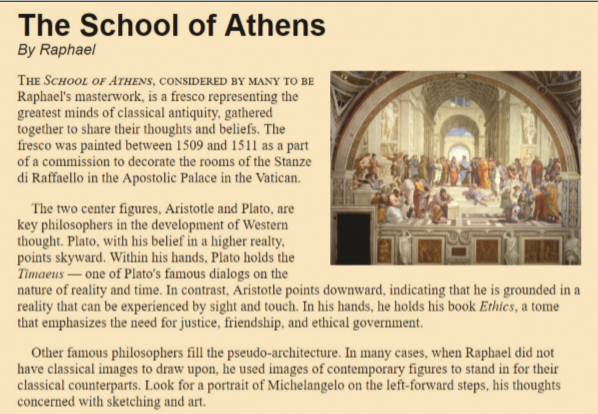 The School of Athens
By Raphael
THE SCHOOL OF ATHENS, CONSIDERED BY MANY TO BE
Raphael's masterwork, is a fresco representing the
greatest minds of classical antiquity, gathered
together to share their thoughts and beliefs. The
fresco was painted between 1509 and 1511 as a part
of a commission to decorate the rooms of the Stanze
di Raffaello in the Apostolic Palace in the Vatican.
The two center figures, Aristotle and Plato, are
key philosophers in the development of Western
thought. Plato, with his belief in a higher realty,
points skyward. Within his hands, Plato holds the
Timaeus — one of Plato's famous dialogs on the
nature of reality and time. In contrast, Aristotle points downward, indicating that he is grounded in a
reality that can be experienced by sight and touch. In his hands, he holds his book Ethics, a tome
that emphasizes the need for justice, friendship, and ethical government.
Other famous philosophers fill the pseudo-architecture. In many cases, when Raphael did not
have classical images to draw upon, he used images of contemporary figures to stand in for their
classical counterparts. Look for a portrait of Michelangelo on the left-forward steps, his thoughts
concerned with sketching and art.